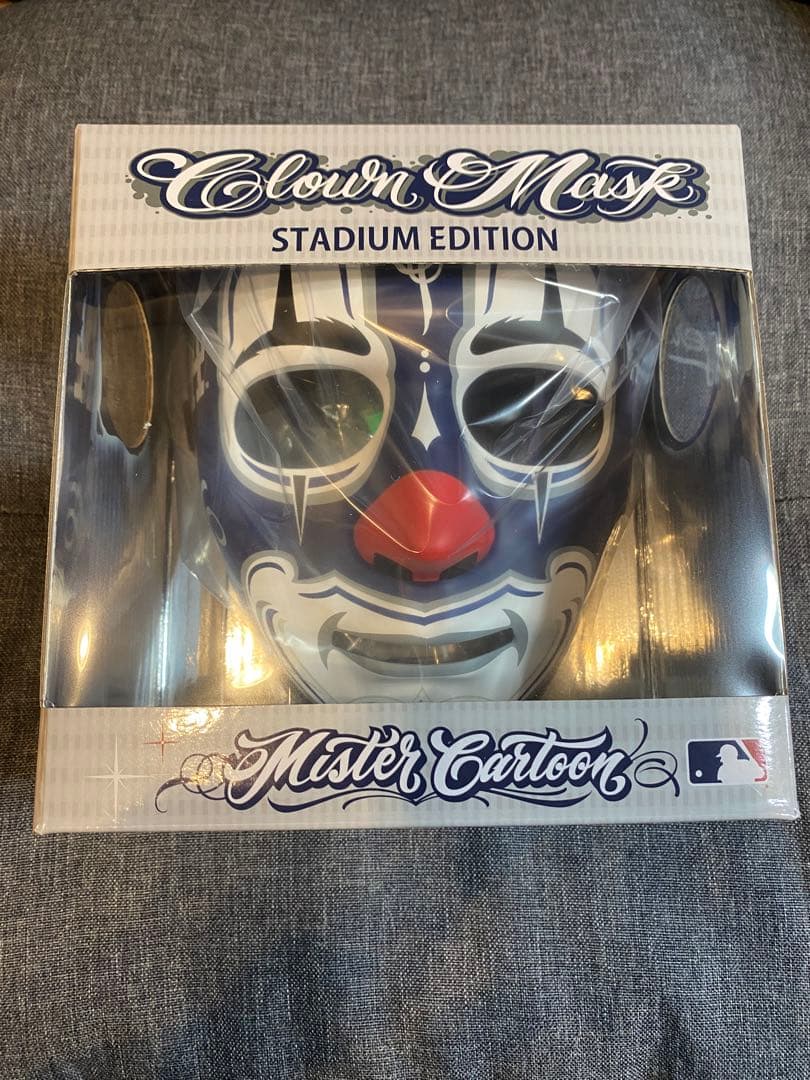 Clown Mask
STADIUM EDITION
Mister Cartoon